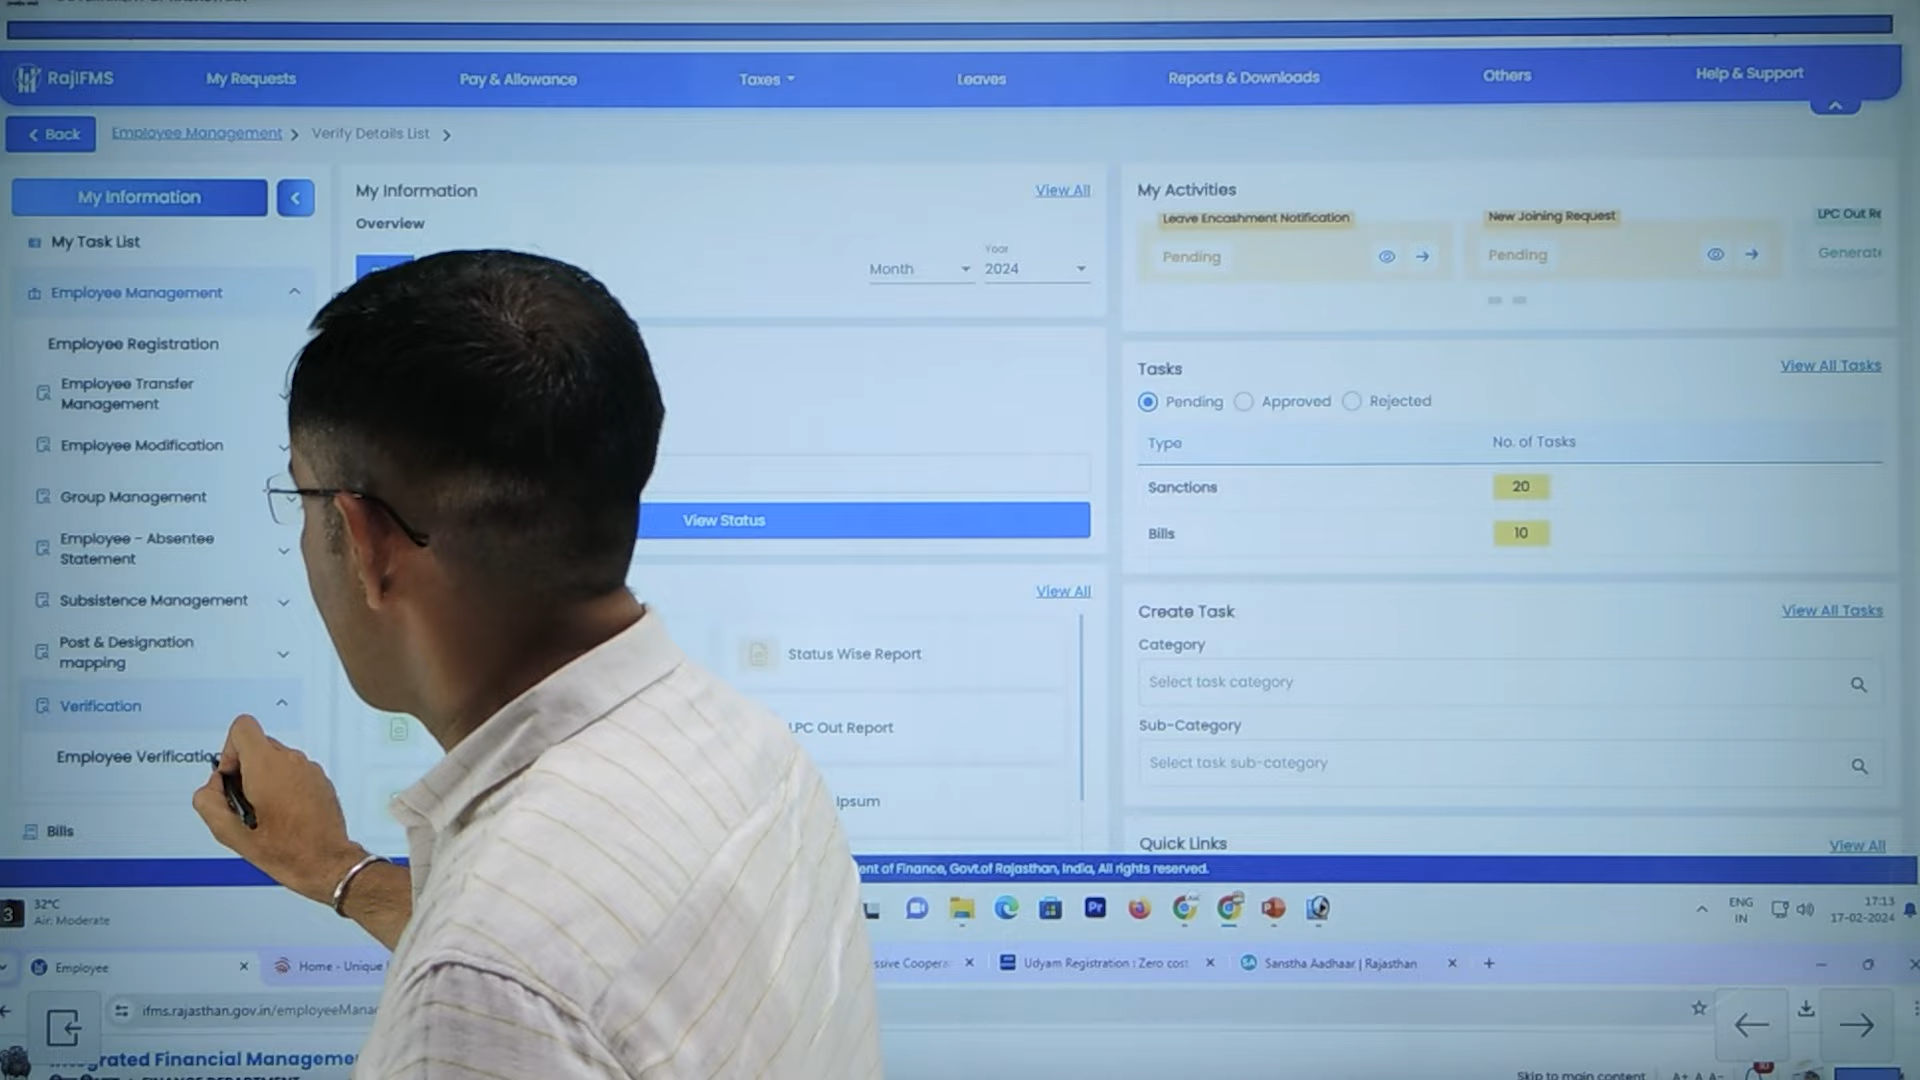 RajIFMS
My Requests
Pay & Allowance
Taxes
Leaves
Reports & Downloads
Others
Help & Support
Back
Employee Management
Verify Details List
My Information
My Task List
Employee Management
Employee Registration
Employee Transfer
Management
Employee Modification
Group Management
Employee - Absentee
Statement
Subsistence Management
Post & Designation
mapping
Verification
Employee Verification
Bills
My Information
View All
Overview
Month
Year
2024
View Status
View All
Status Wise Report
LPC Out Report
Ipsum
My Activities
Leave Encashment Notification
Pending
New Joining Request
Pending
LPC Out Re
Generate
Tasks
View All Tasks
Pending
Approved
Rejected
Type
No. of Tasks
Sanctions
20
Bills
10
Create Task
View All Tasks
Category
Select task category
Sub-Category
Select task sub-category
Quick Links
View All
ent of Finance, Govt.of Rajasthan, India, All rights reserved.
3
32°C
Air: Moderate
Pr
ENG
IN
17:13
17-02-2024
Employee
Home - Unique
ssive Coopera
Udyam Registration : Zero cost
SA
Sanstha Aadhaar | Rajasthan
ifms.rajasthan.gov.in/employeeManag
Integrated Financial Manageme
FINANCE DEPARTMENT
Skip to main content
A+ A A-